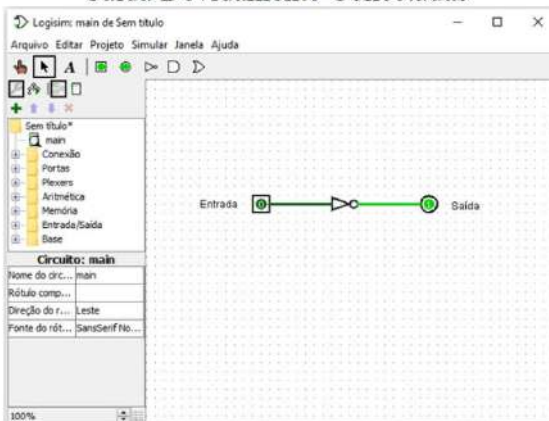 Logisim: main de Sem título
Arquivo Editar Projeto Simular Janela Ajuda
A
Sem título*
main
Conexão
Portas
Plexers
Aritmética
Memória
Entrada/Saída
Base
Circuito: main
Nome do circ... main
Rótulo comp...
Direção do r... Leste
Fonte do rót... SansSerif No...
100%
Entrada 0
1 Saída